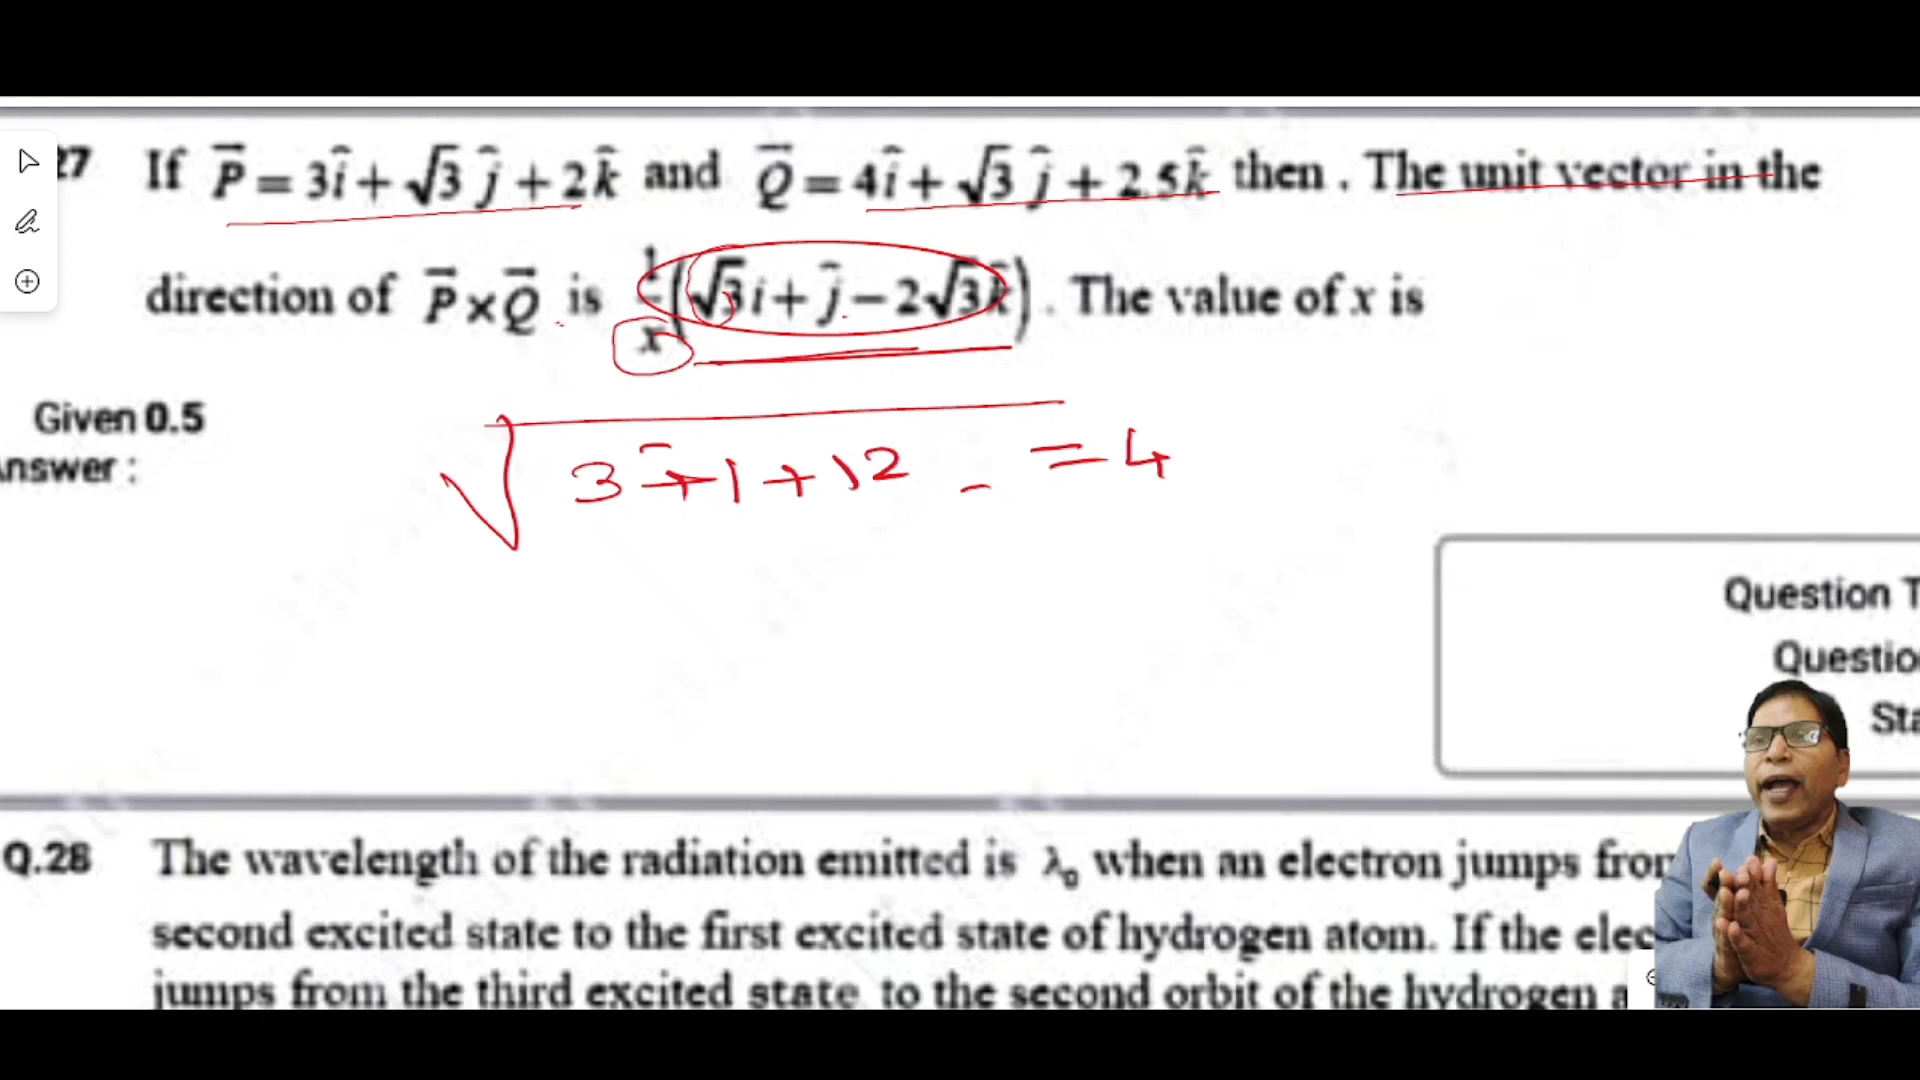 27 If P̅ = 3î + √3 ĵ + 2k̂ and Q̅ = 4î + √3 ĵ + 2.5k̂ then . The unit vector in the
direction of P̅ × Q̅ is 1/x (√3i + ĵ − 2√3k̂) . The value of x is
Given 0.5
nswer :
√3+1+12 = 4
Question T
Questio
Sta
Q.28 The wavelength of the radiation emitted is λ₀ when an electron jumps from
second excited state to the first excited state of hydrogen atom. If the elec
jumps from the third excited state to the second orbit of the hydrogen a